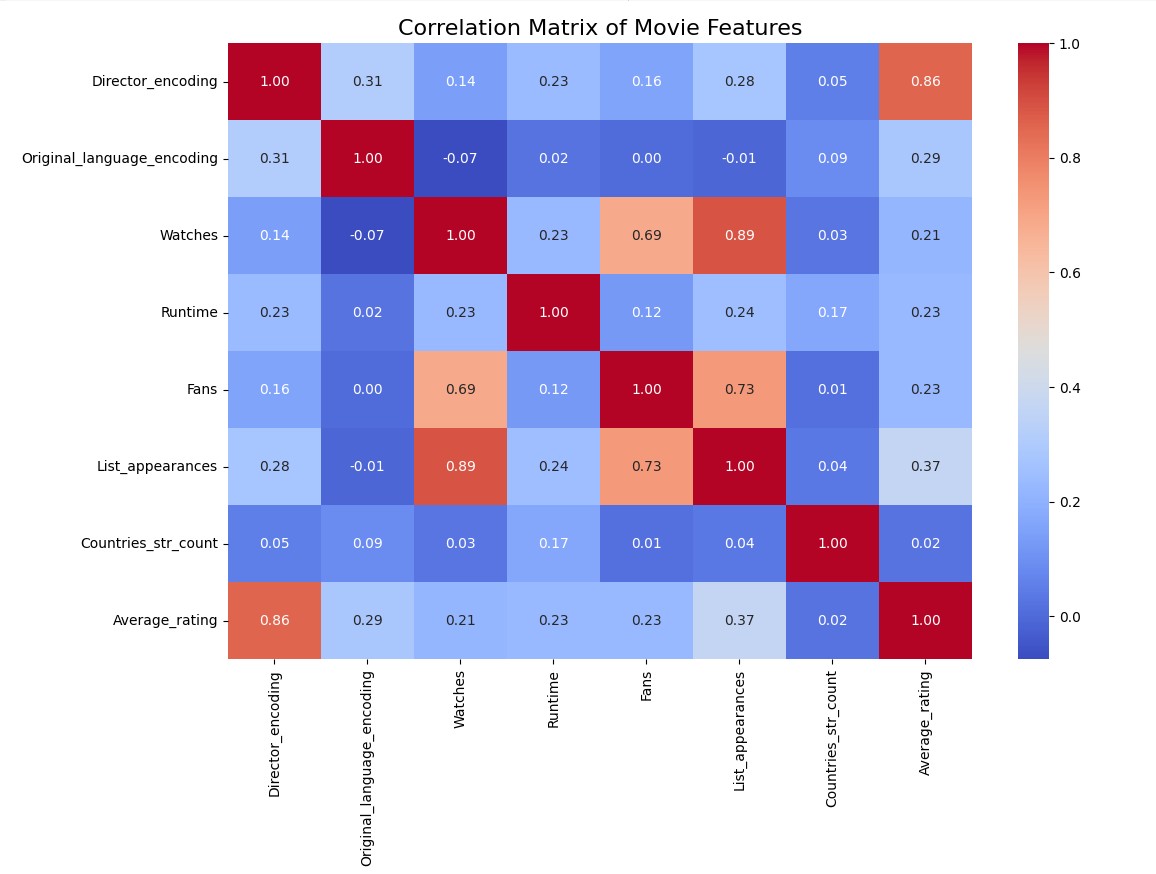 Correlation Matrix of Movie Features
Director_encoding 1.00 0.31 0.14 0.23 0.16 0.28 0.05 0.86
Original_language_encoding 0.31 1.00 -0.07 0.02 0.00 -0.01 0.09 0.29
Watches 0.14 -0.07 1.00 0.23 0.69 0.89 0.03 0.21
Runtime 0.23 0.02 0.23 1.00 0.12 0.24 0.17 0.23
Fans 0.16 0.00 0.69 0.12 1.00 0.73 0.01 0.23
List_appearances 0.28 -0.01 0.89 0.24 0.73 1.00 0.04 0.37
Countries_str_count 0.05 0.09 0.03 0.17 0.01 0.04 1.00 0.02
Average_rating 0.86 0.29 0.21 0.23 0.23 0.37 0.02 1.00
Director_encoding
Original_language_encoding
Watches
Runtime
Fans
List_appearances
Countries_str_count
Average_rating
1.0
0.8
0.6
0.4
0.2
0.0